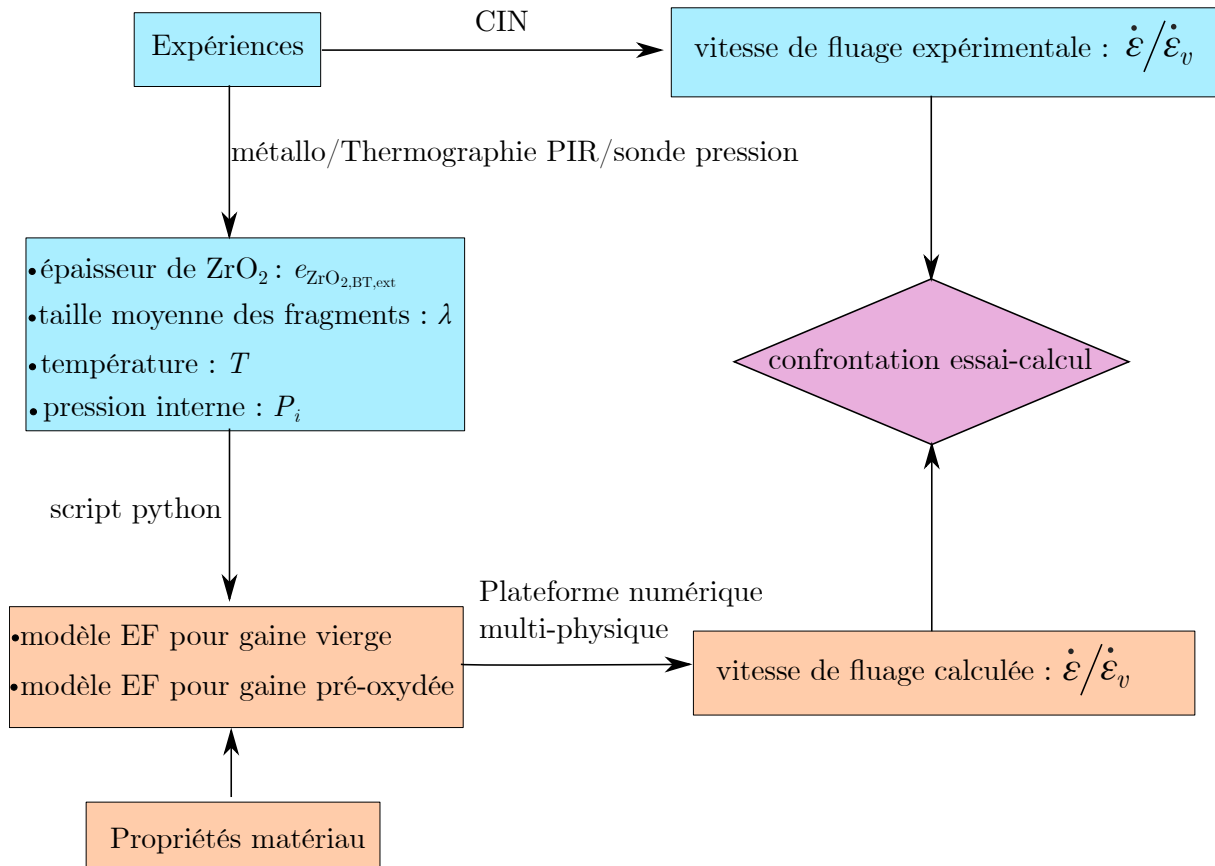 Expériences
CIN
vitesse de fluage expérimentale : ε̇/ε̇ᵥ
métallo/Thermographie PIR/sonde pression
•épaisseur de ZrO₂ : e_ZrO₂,BT,ext
•taille moyenne des fragments : λ
•température : T
•pression interne : Pᵢ
confrontation essai-calcul
script python
•modèle EF pour gaine vierge
•modèle EF pour gaine pré-oxydée
Plateforme numérique
multi-physique
vitesse de fluage calculée : ε̇/ε̇ᵥ
Propriétés matériau